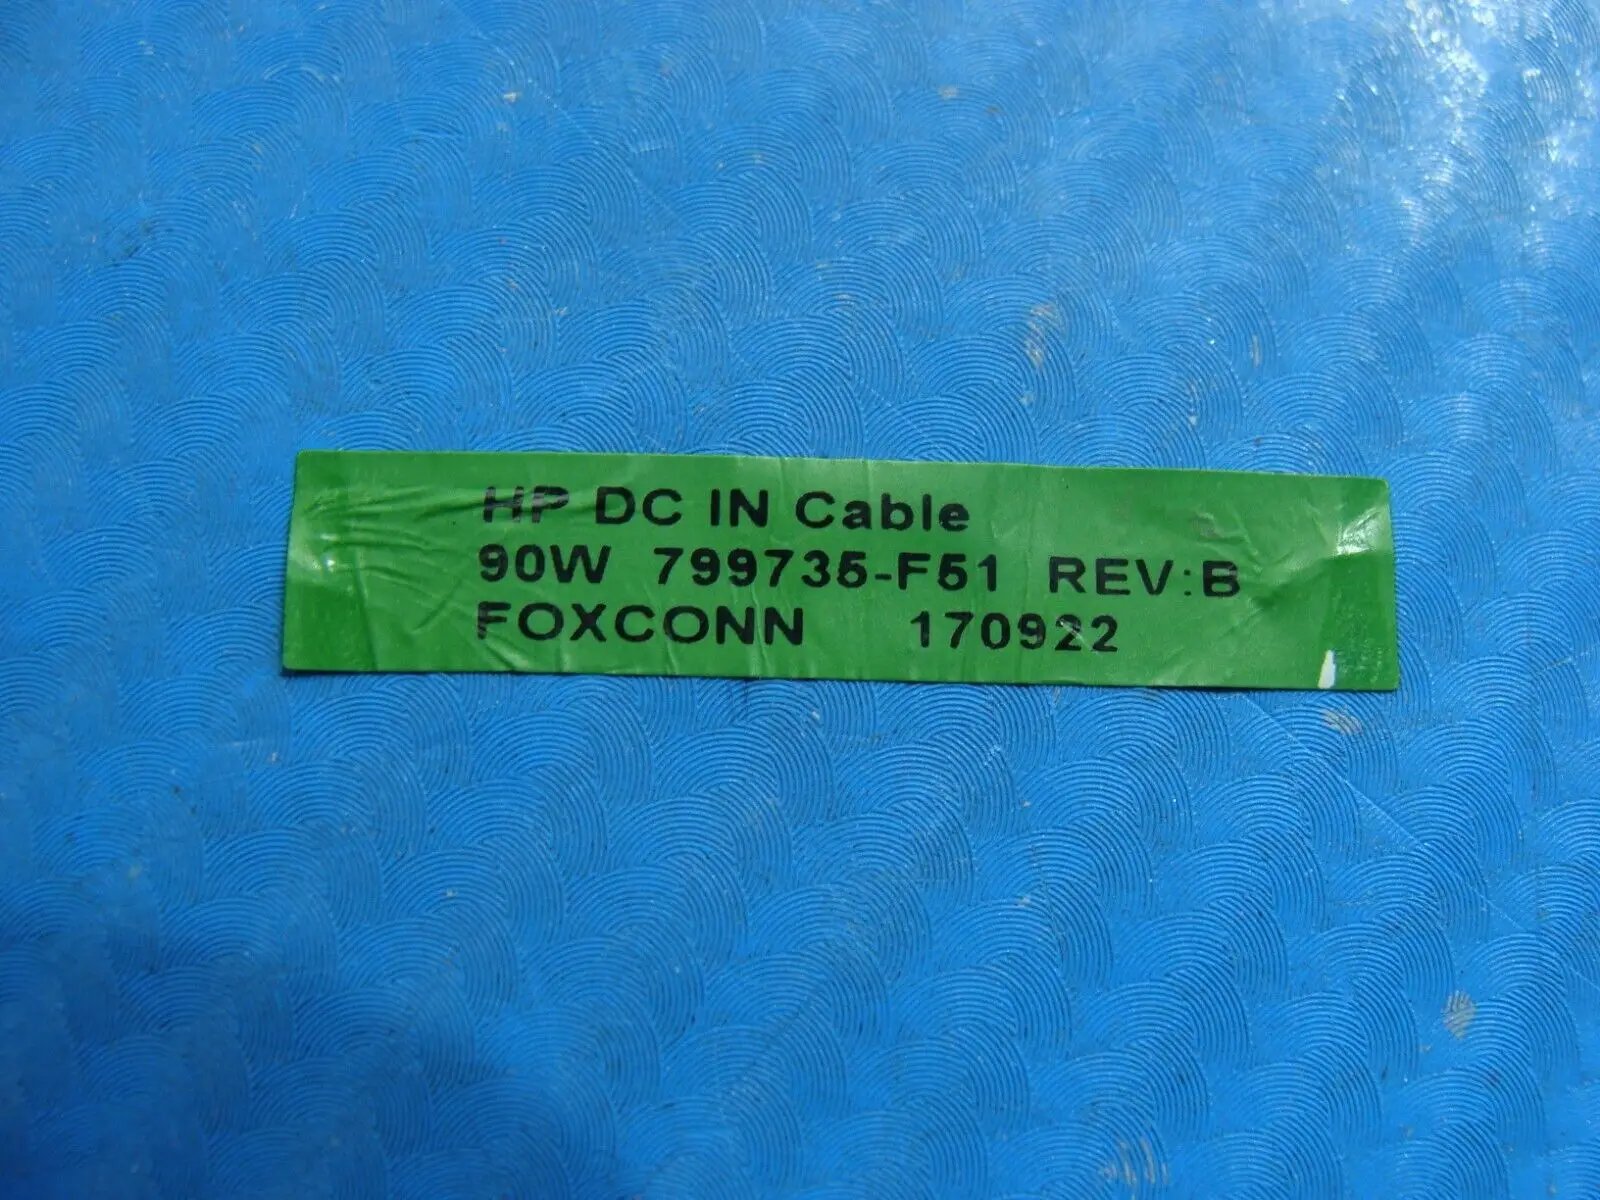 HP DC IN Cable
90W 799735-F51 REV:B
FOXCONN 170922